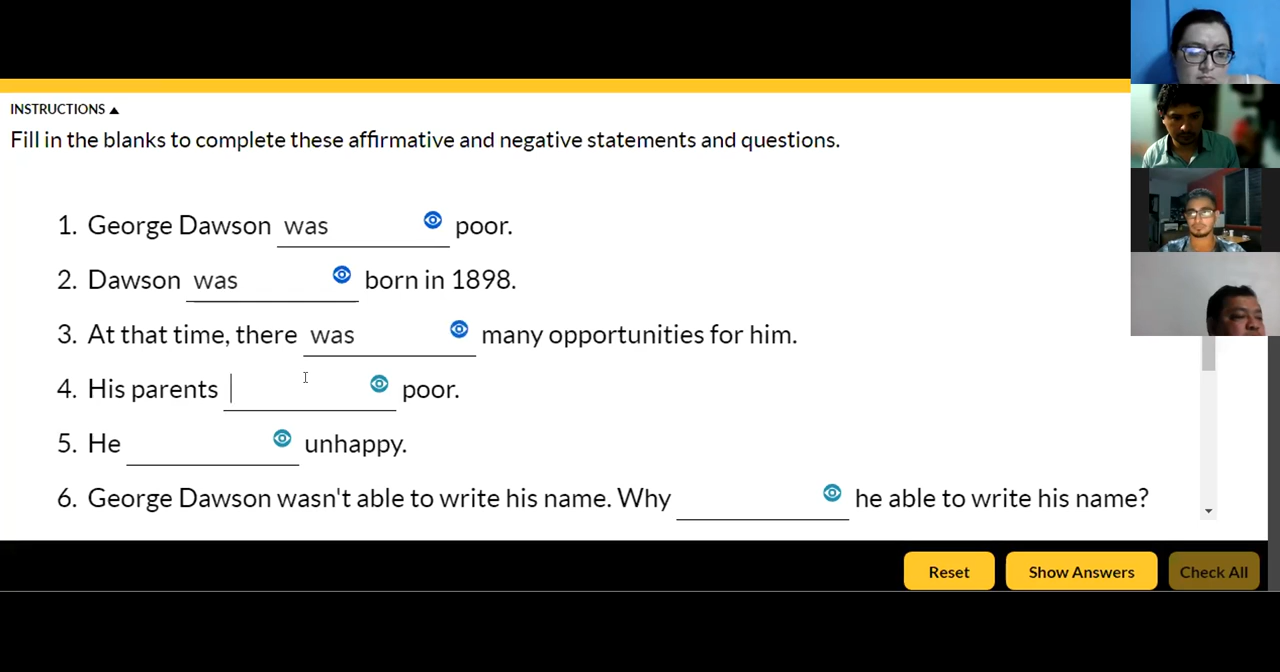 INSTRUCTIONS ▲
Fill in the blanks to complete these affirmative and negative statements and questions.
1. George Dawson was poor.
2. Dawson was born in 1898.
3. At that time, there was many opportunities for him.
4. His parents poor.
5. He unhappy.
6. George Dawson wasn't able to write his name. Why he able to write his name?
Reset Show Answers Check All